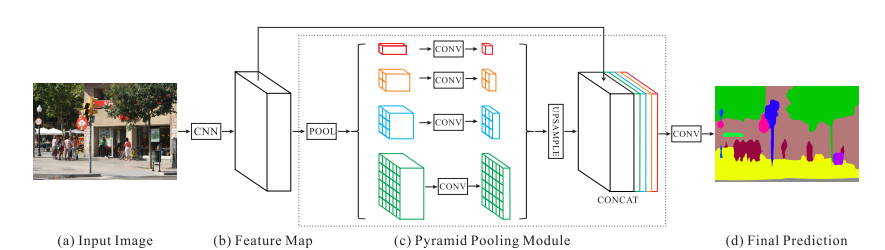 CNN
POOL
CONV
CONV
CONV
CONV
UPSAMPLE
CONCAT
CONV
(a) Input Image
(b) Feature Map
(c) Pyramid Pooling Module
(d) Final Prediction